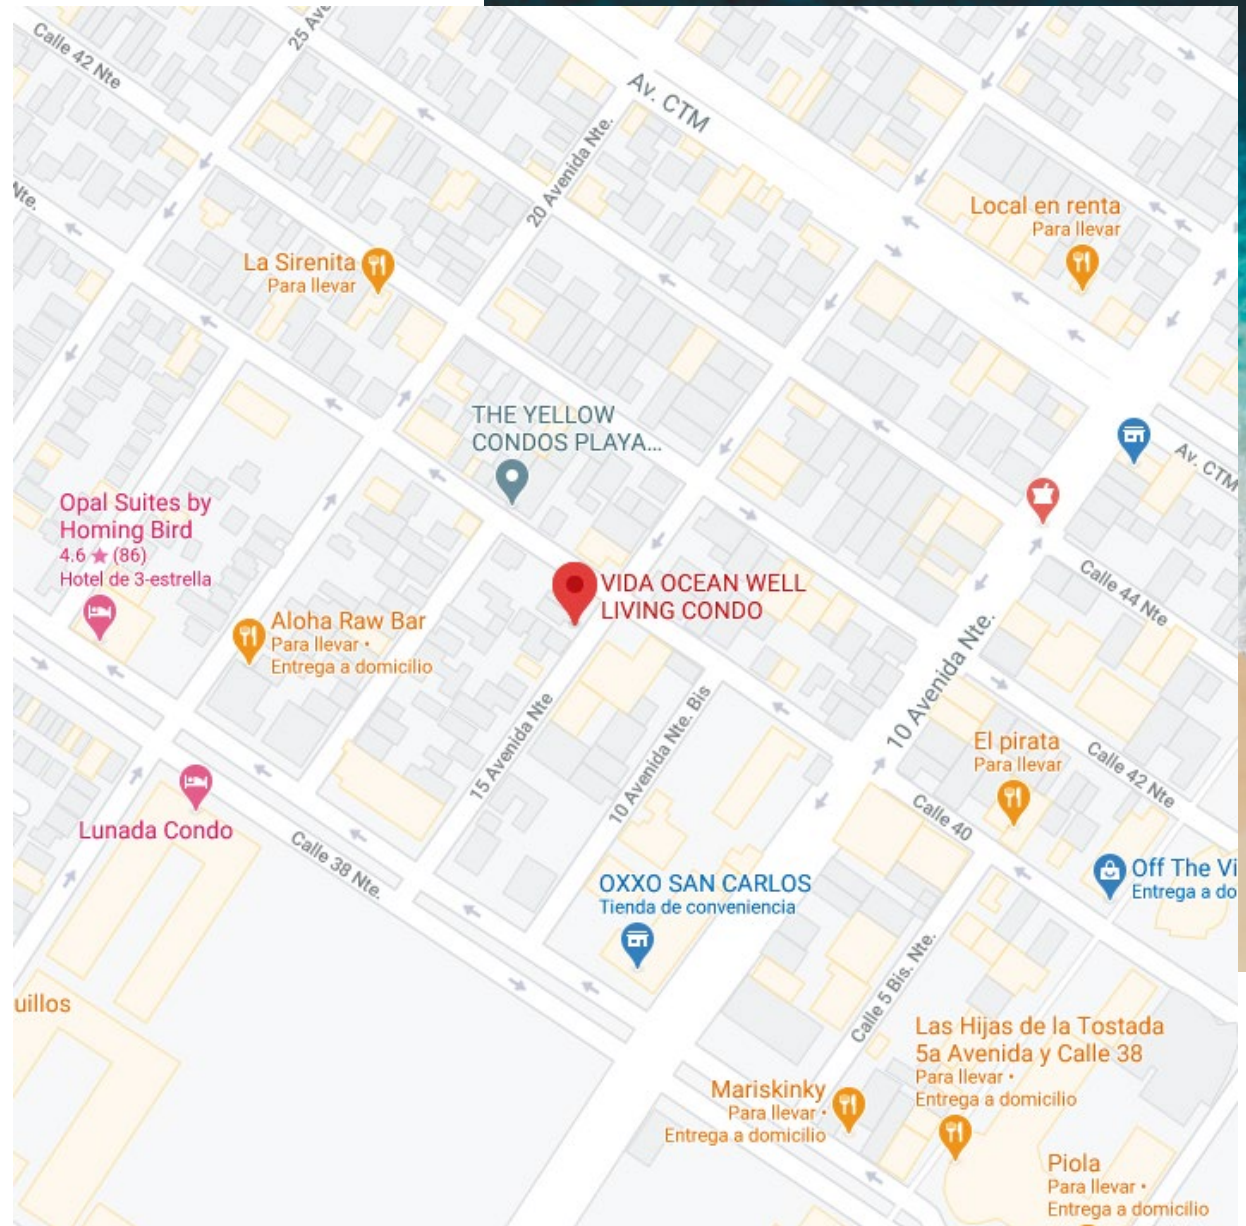 Calle 42 Nte
25 Ave
Av. CTM
20 Avenida Nte.
Nte.
Local en renta
Para llevar
La Sirenita
Para llevar
THE YELLOW
CONDOS PLAYA...
Av. CTM
Opal Suites by
Homing Bird
4.6 ★ (86)
Hotel de 3-estrella
VIDA OCEAN WELL
LIVING CONDO
Calle 44 Nte
Aloha Raw Bar
Para llevar •
Entrega a domicilio
10 Avenida Nte.
15 Avenida Nte
10 Avenida Nte. Bis
El pirata
Para llevar
Calle 42 Nte
Lunada Condo
Calle 38 Nte.
Calle 40
OXXO SAN CARLOS
Tienda de conveniencia
Off The Vi
Entrega a do
Calle 5 Bis. Nte.
uillos
Las Hijas de la Tostada
5a Avenida y Calle 38
Para llevar •
Entrega a domicilio
Mariskinky
Para llevar •
Entrega a domicilio
Piola
Para llevar •
Entrega a domicilio